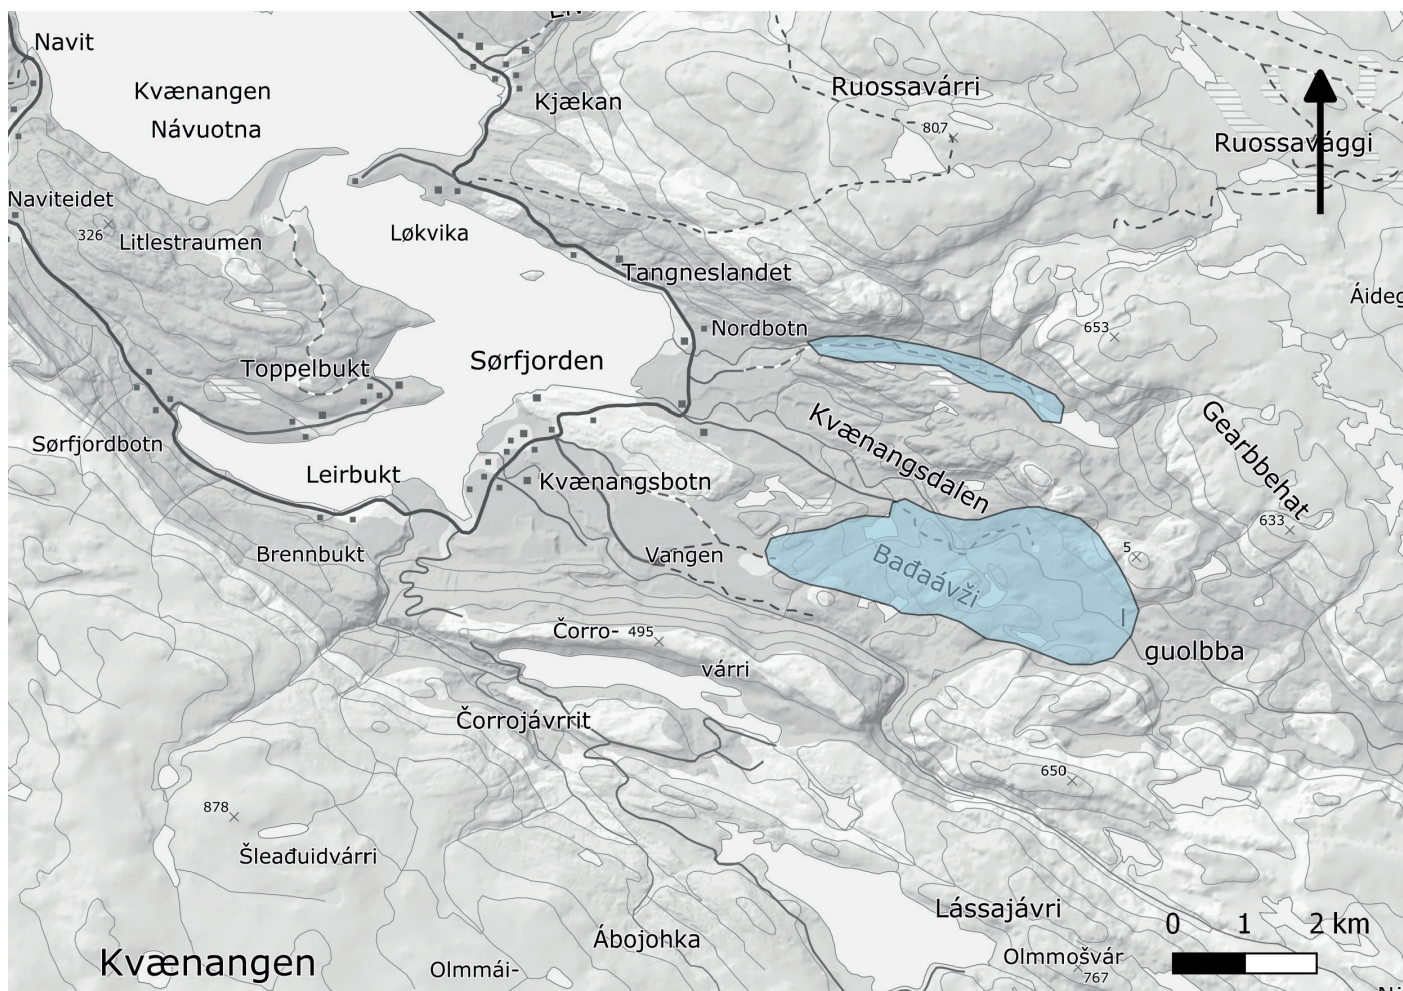 Navit
Kvænangen
Návuotna
Kjækan
Ruossavárri
807
Ruossavággi
Naviteidet
326
Litlestraumen
Løkvika
Tangneslandet
Áideg
Nordbotn
653
Toppelbukt
Sørfjorden
Kvænangsdalen
Gearbbehat
Sørfjordbotn
Leirbukt
Kvænangsbotn
633
Brennbukt
Vangen
Bađaávži
5
Čorro-
495
várri
guolbba
Čorrojávrrit
650
878
Šleađuidvárri
Lássajávri
0 1 2 km
Ábojohka
Kvænangen
Olmmái-
Olmmošvár
767